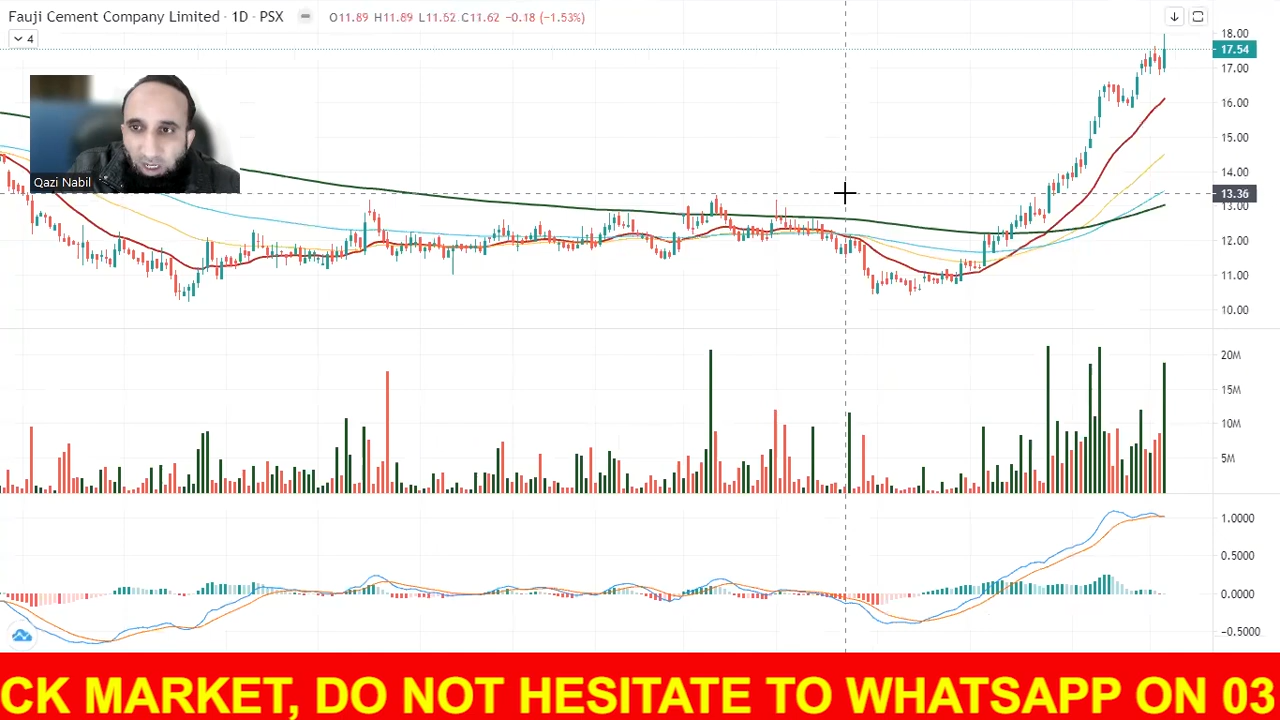 Fauji Cement Company Limited · 1D · PSX
O11.89 H11.89 L11.52 C11.62 −0.18 (−1.53%)
4
Qazi Nabil
18.00
17.54
17.00
16.00
15.00
14.00
13.36
13.00
12.00
11.00
10.00
20M
15M
10M
5M
1.0000
0.5000
0.0000
−0.5000
CK MARKET, DO NOT HESITATE TO WHATSAPP ON 03